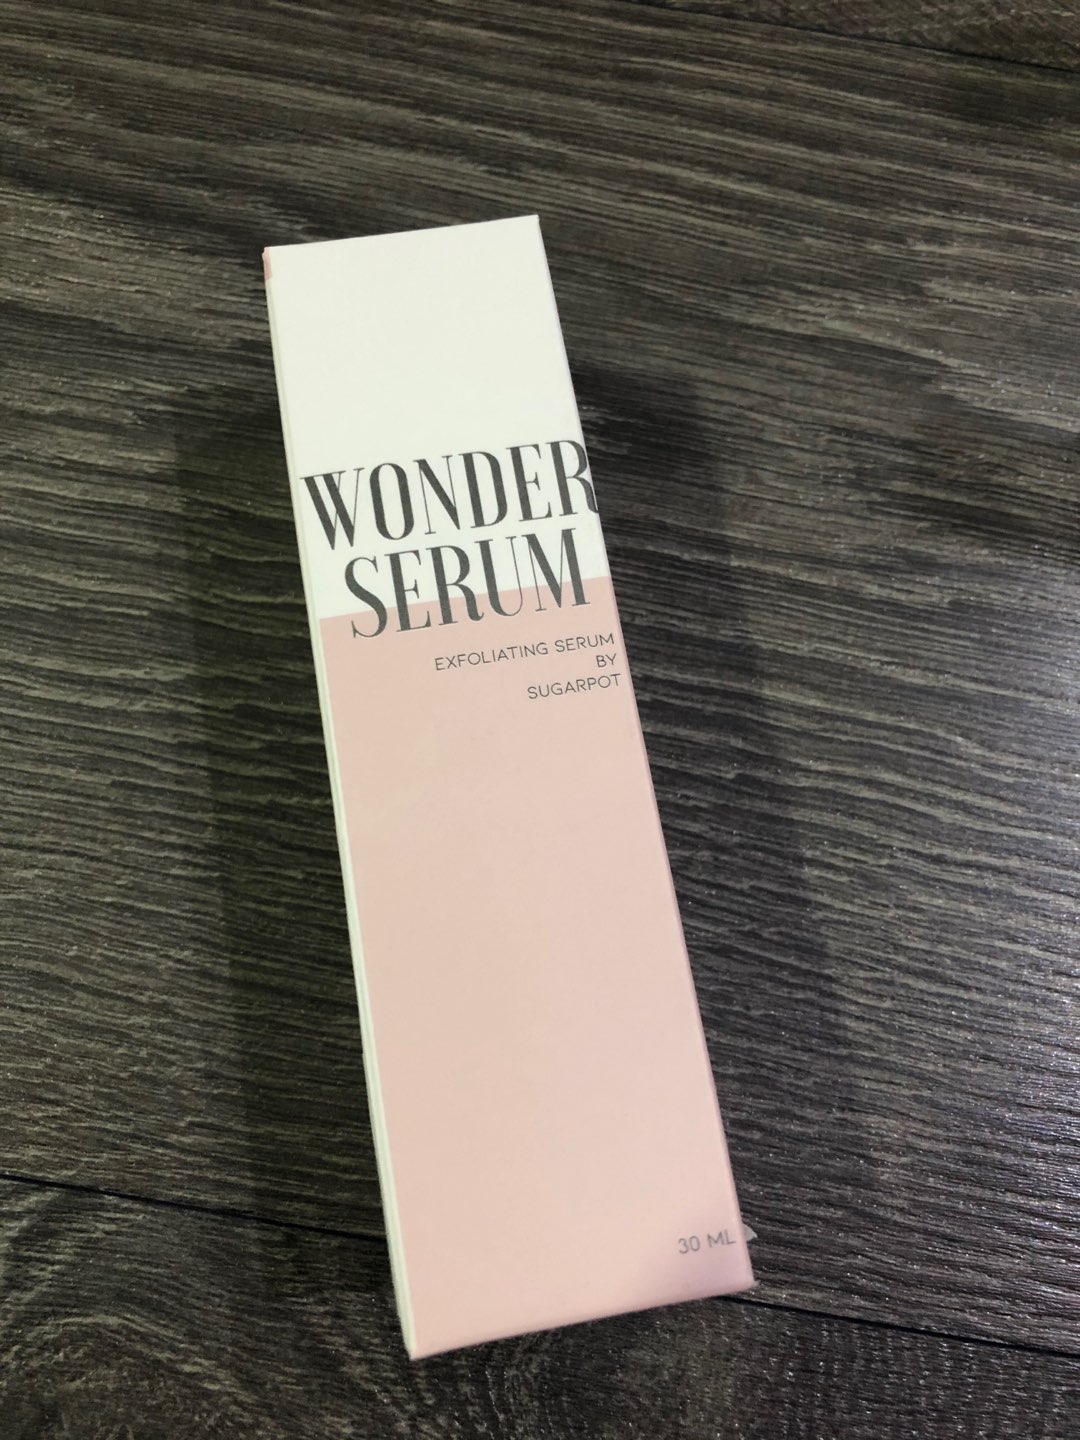 WONDER
SERUM
EXFOLIATING SERUM
BY
SUGARPOT
30 ML